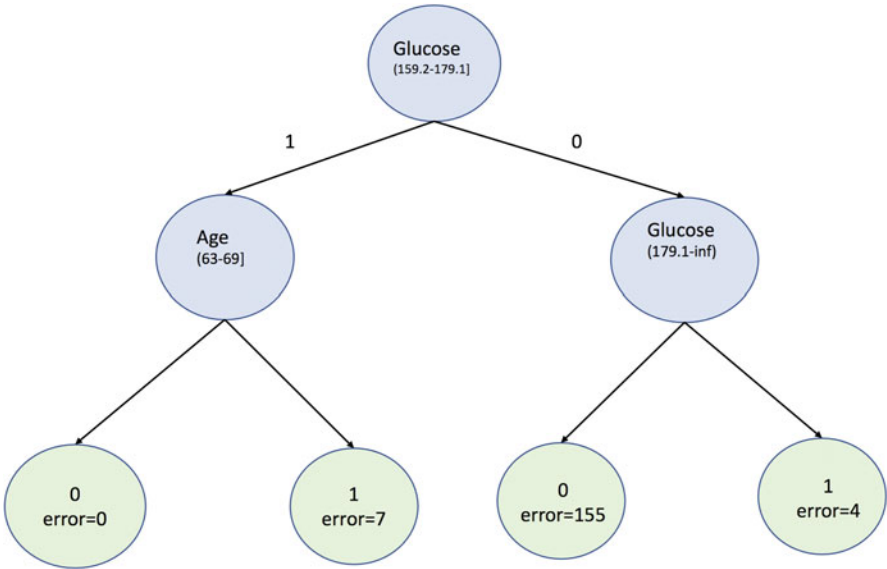 Glucose
(159.2-179.1]
1
0
Age
(63-69]
Glucose
(179.1-inf)
0
error=0
1
error=7
0
error=155
1
error=4